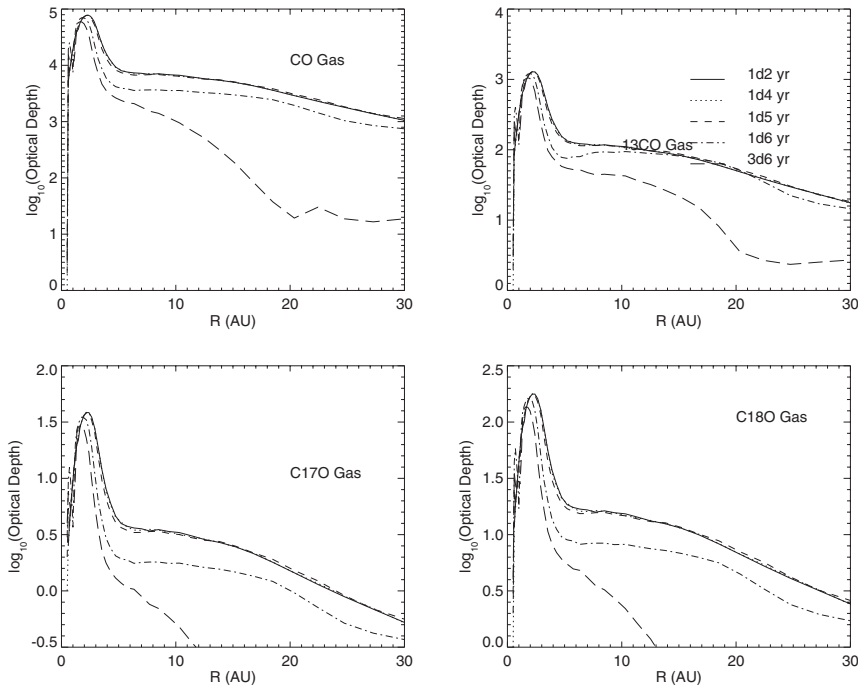 5
4
3
2
1
0
log10(Optical Depth)
CO Gas
0 10 20 30
R (AU)
4
3
2
1
0
log10(Optical Depth)
13CO Gas
1d2 yr
1d4 yr
1d5 yr
1d6 yr
3d6 yr
0 10 20 30
R (AU)
2.0
1.5
1.0
0.5
0.0
-0.5
log10(Optical Depth)
C17O Gas
0 10 20 30
R (AU)
2.5
2.0
1.5
1.0
0.5
0.0
log10(Optical Depth)
C18O Gas
0 10 20 30
R (AU)